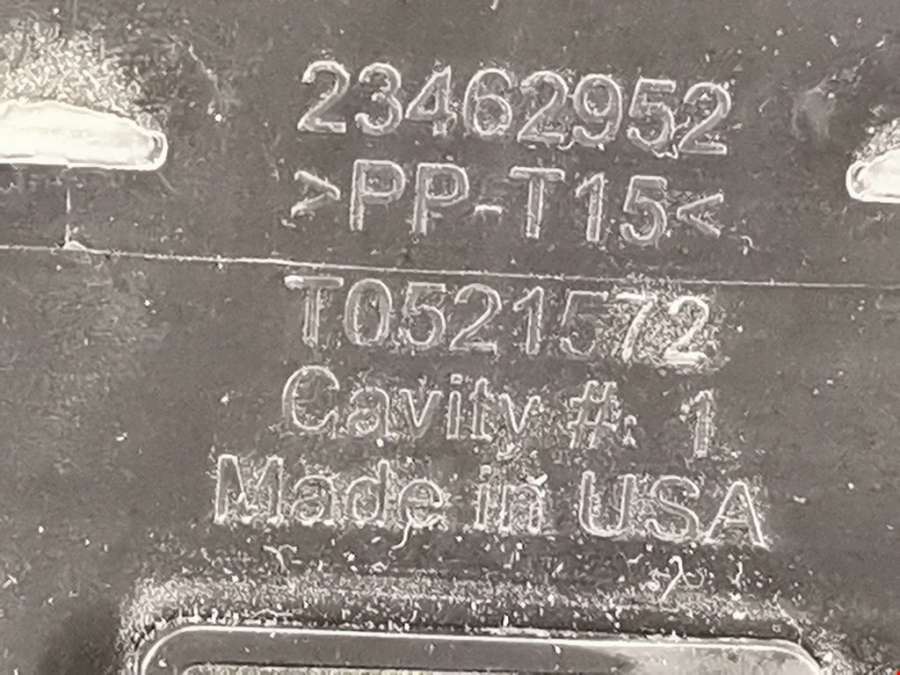 23462952
>PP-T15<
T0521572
Cavity #: 1
Made in USA